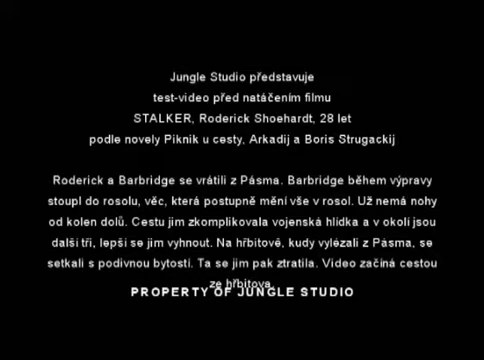 Jungle Studio představuje
test-video před natáčením filmu
STALKER, Roderick Shoehardt, 28 let
podle novely Piknik u cesty, Arkadij a Boris Strugackij
Roderick a Barbridge se vrátili z Pásma. Barbridge během výpravy
stoupl do rosolu, věc, která postupně mění vše v rosol. Už nemá nohy
od kolen dolů. Cestu jim zkomplikovala vojenská hlídka a v okolí jsou
další tři, lepší se jim vyhnout. Na hřbitově, kudy vylézali z Pásma, se
setkali s podivnou bytostí. Ta se jim pak ztratila. Video začíná cestou
ze hřbitova.
PROPERTY OF JUNGLE STUDIO